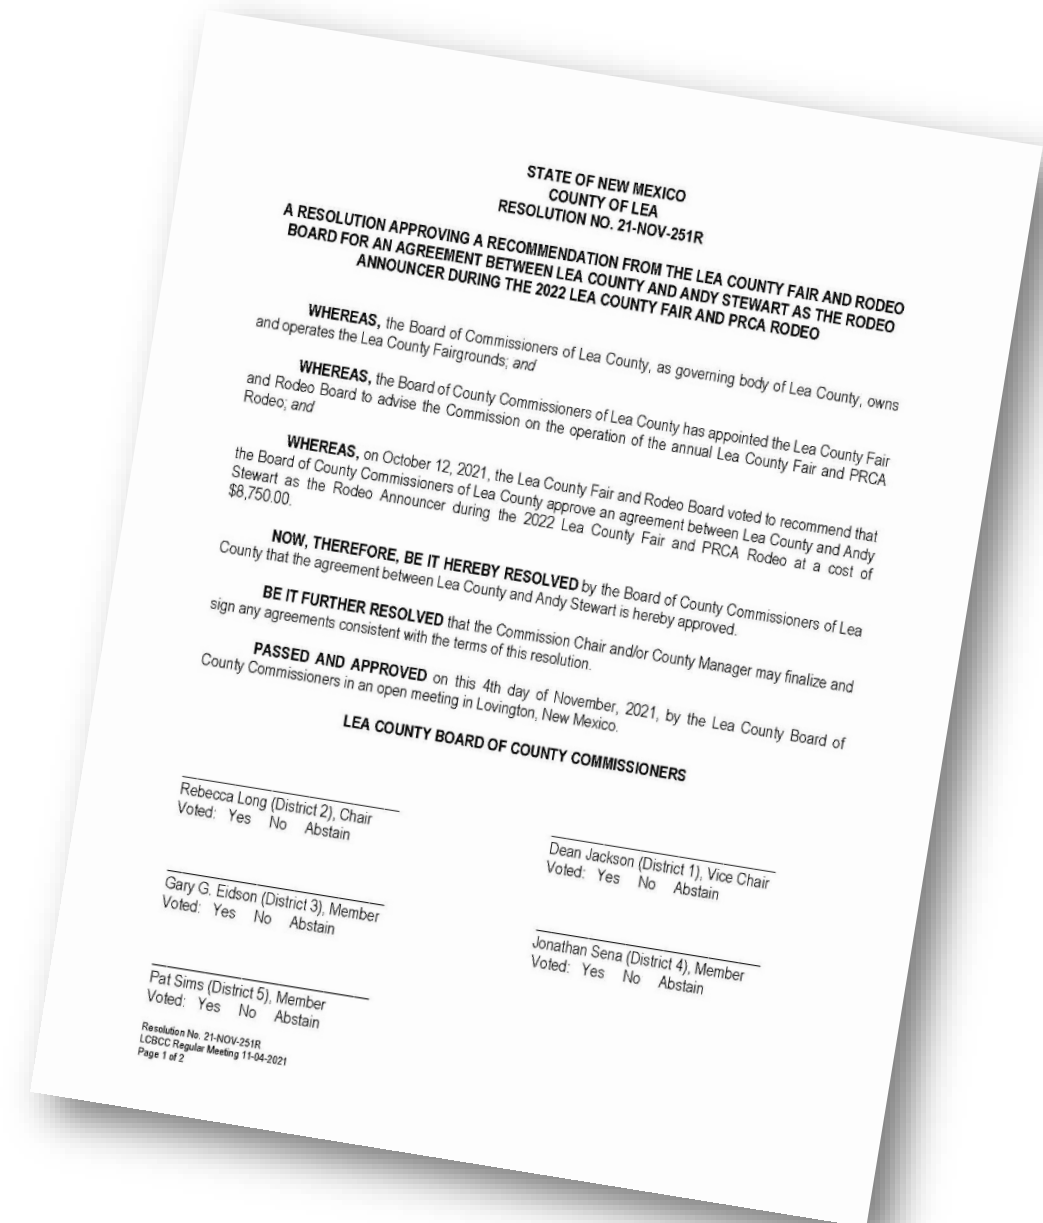 STATE OF NEW MEXICO
COUNTY OF LEA
RESOLUTION NO. 21-NOV-251R
A RESOLUTION APPROVING A RECOMMENDATION FROM THE LEA COUNTY FAIR AND RODEO
BOARD FOR AN AGREEMENT BETWEEN LEA COUNTY AND ANDY STEWART AS THE RODEO
ANNOUNCER DURING THE 2022 LEA COUNTY FAIR AND PRCA RODEO
WHEREAS, the Board of Commissioners of Lea County, as governing body of Lea County, owns
and operates the Lea County Fairgrounds; and
WHEREAS, the Board of County Commissioners of Lea County has appointed the Lea County Fair
and Rodeo Board to advise the Commission on the operation of the annual Lea County Fair and PRCA
Rodeo; and
WHEREAS, on October 12, 2021, the Lea County Fair and Rodeo Board voted to recommend that
the Board of County Commissioners of Lea County approve an agreement between Lea County and Andy
Stewart as the Rodeo Announcer during the 2022 Lea County Fair and PRCA Rodeo at a cost of
$8,750.00.
NOW, THEREFORE, BE IT HEREBY RESOLVED by the Board of County Commissioners of Lea
County that the agreement between Lea County and Andy Stewart is hereby approved.
BE IT FURTHER RESOLVED that the Commission Chair and/or County Manager may finalize and
sign any agreements consistent with the terms of this resolution.
PASSED AND APPROVED on this 4th day of November, 2021, by the Lea County Board of
County Commissioners in an open meeting in Lovington, New Mexico.
LEA COUNTY BOARD OF COUNTY COMMISSIONERS
Rebecca Long (District 2), Chair
Voted: Yes No Abstain
Dean Jackson (District 1), Vice Chair
Voted: Yes No Abstain
Gary G. Eidson (District 3), Member
Voted: Yes No Abstain
Jonathan Sena (District 4), Member
Voted: Yes No Abstain
Pat Sims (District 5), Member
Voted: Yes No Abstain
Resolution No. 21-NOV-251R
LCBCC Regular Meeting 11-04-2021
Page 1 of 2